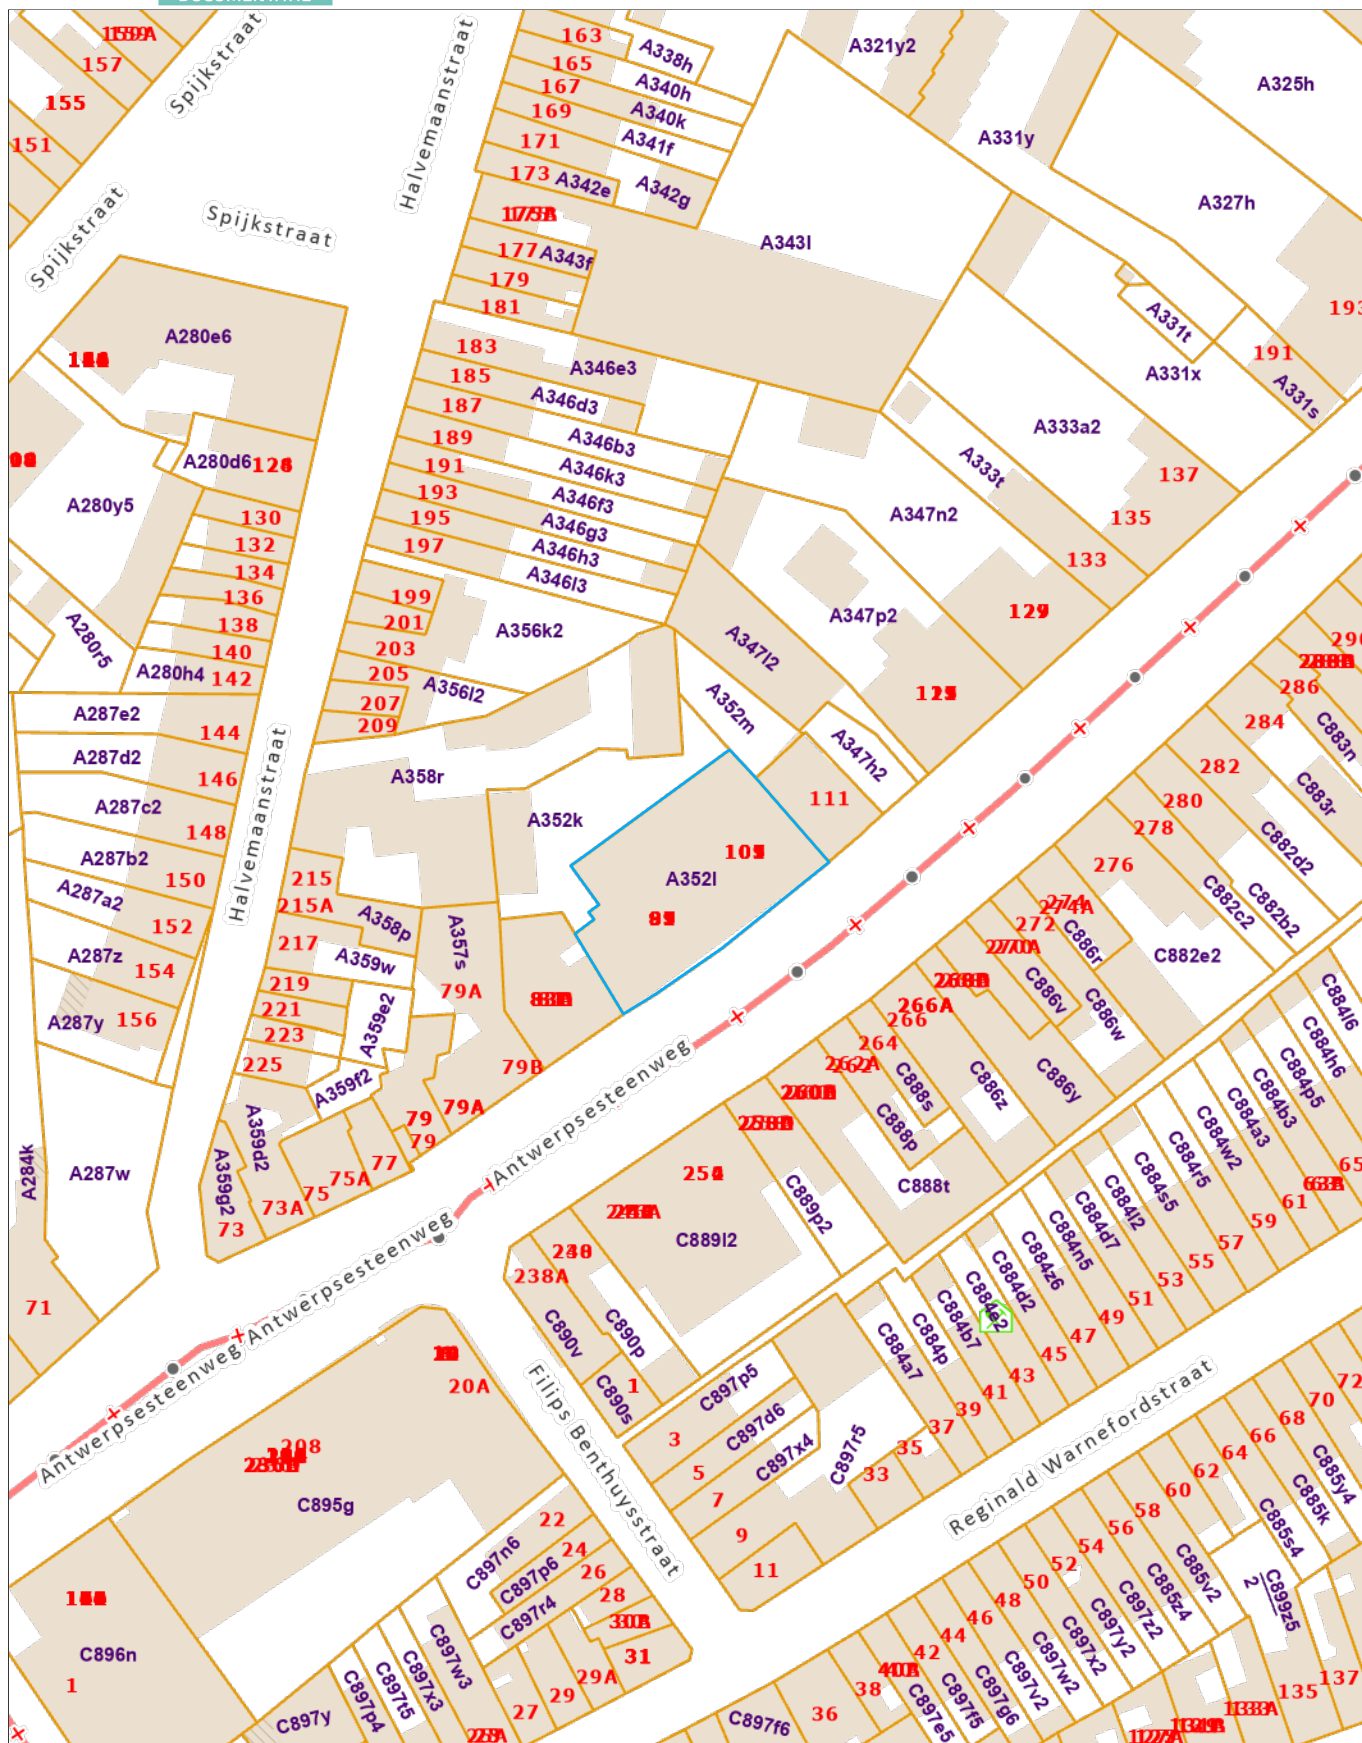 Spijkstraat
Halvemaanstraat
159A
157
155
151
163
165
167
169
171
173
A338h
A340h
A340k
A341f
A342e
A342g
A321y2
A325h
A331y
A327h
Spijkstraat
Spijkstraat
177
A343f
179
181
A343l
A331t
193
191
A331s
A331x
A280e6
183
A346e3
185
A346d3
187
A346b3
189
A346k3
191
A346f3
193
A346g3
195
A346h3
197
A346l3
A333a2
137
A333t
135
A347n2
133
A280d6
A280y5
130
132
134
136
138
140
142
A280r5
A280h4
199
201
203
205
207
209
A356k2
A356l2
A347p2
A347l2
A352m
A347h2
111
A287e2
144
A287d2
146
A287c2
148
A287b2
150
A287a2
152
A287z
154
A287y
156
Halvemaanstraat
A358r
A352k
A352l
215
215A
A358p
217
A359w
A357s
79A
219
221
223
225
A359e2
A359f2
79B
79A
79
79
77
75A
75
73A
73
A359d2
A359g2
A284k
A287w
71
286
284
282
280
278
276
C883n
C883r
C882d2
C882b2
C882c2
C882e2
274A
272
C886r
270A
C886v
C886w
266A
266
264
262A
262
C888s
C888p
C886z
C886y
C888t
Antwerpsesteenweg
Antwerpsesteenweg
Antwerpsesteenweg
254
C889l2
C889p2
238A
C890v
C890p
C890s
1
C884l6
C884h6
C884p5
C884b3
C884a3
C884w2
C884r5
C884s5
C884l2
C884d7
C884n5
C884z6
C884d2
C884e2
C884b7
C884p
C884a7
65
61
59
57
55
53
51
49
47
45
43
41
39
37
35
33
20A
208
C895g
Filips Benthuysstraat
3
5
7
9
11
C897p5
C897d6
C897x4
C897r5
Reginald Warnefordstraat
C896n
1
22
24
26
28
31
C897n6
C897p6
C897r4
C897w3
C897x3
C897t5
C897p4
C897y
27
29
29A
72
70
68
66
64
62
60
58
56
54
52
50
48
46
44
42
38
36
C885y4
C885k
C885s4
C885v2
C885z4
C897z2
C897y2
C897x2
C897w2
C897v2
C897g6
C897f5
C897e5
C897f6
C899z5
2
133A
135
137